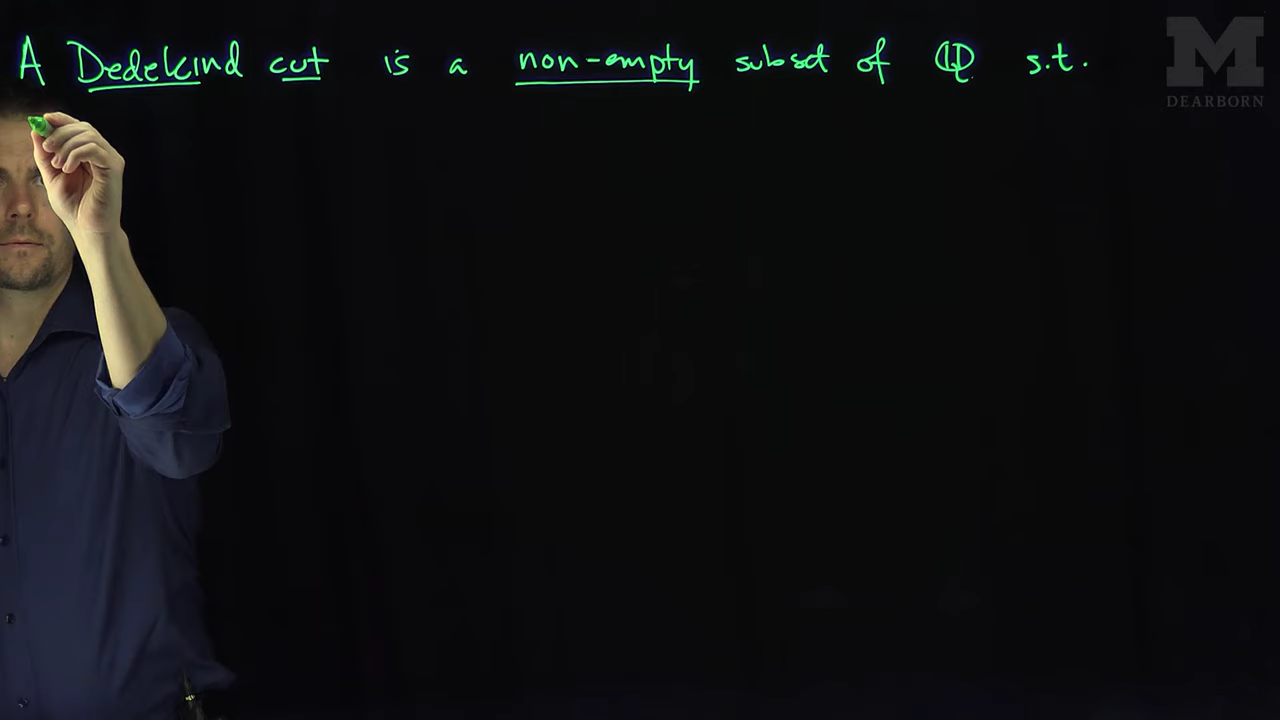 A Dedekind cut is a non-empty subset of ℚ s.t.
M
DEARBORN